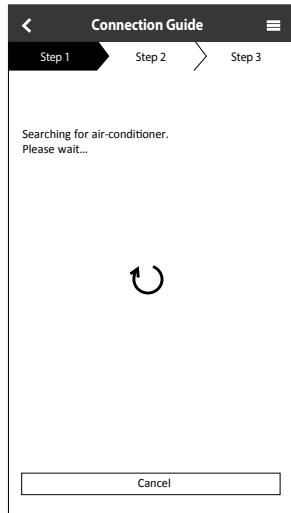 Connection Guide
Step 1 Step 2 Step 3
Searching for air-conditioner.
Please wait...
Cancel